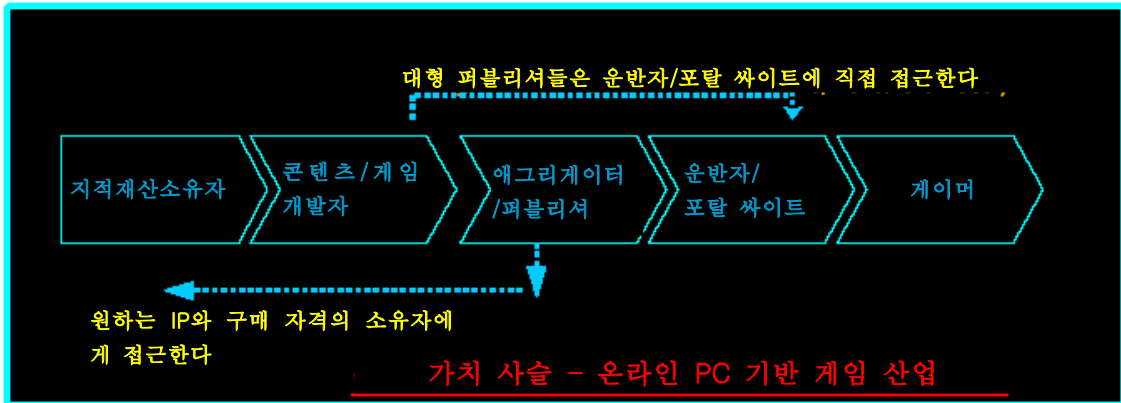 대형 퍼블리셔들은 운반자/포탈 싸이트에 직접 접근한다
지적재산소유자
콘텐츠/게임
개발자
애그리게이터
/퍼블리셔
운반자/
포탈 싸이트
게이머
원하는 IP와 구매 자격의 소유자에
게 접근한다
가치 사슬 - 온라인 PC 기반 게임 산업